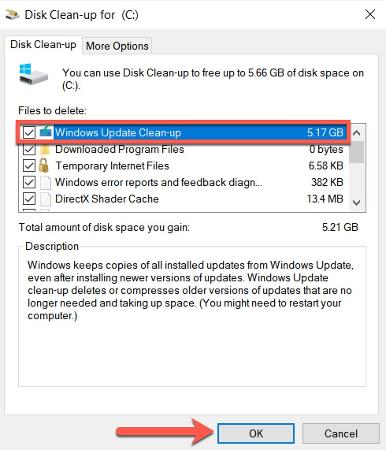 Disk Clean-up for (C:)
Disk Clean-up More Options
You can use Disk Clean-up to free up to 5.66 GB of disk space on
(C:).
Files to delete:
Windows Update Clean-up 5.17 GB
Downloaded Program Files 0 bytes
Temporary Internet Files 6.58 KB
Windows error reports and feedback diagn... 382 KB
DirectX Shader Cache 13.4 MB
Total amount of disk space you gain: 5.21 GB
Description
Windows keeps copies of all installed updates from Windows Update,
even after installing newer versions of updates. Windows Update
clean-up deletes or compresses older versions of updates that are no
longer needed and taking up space. (You might need to restart your
computer.)
OK Cancel